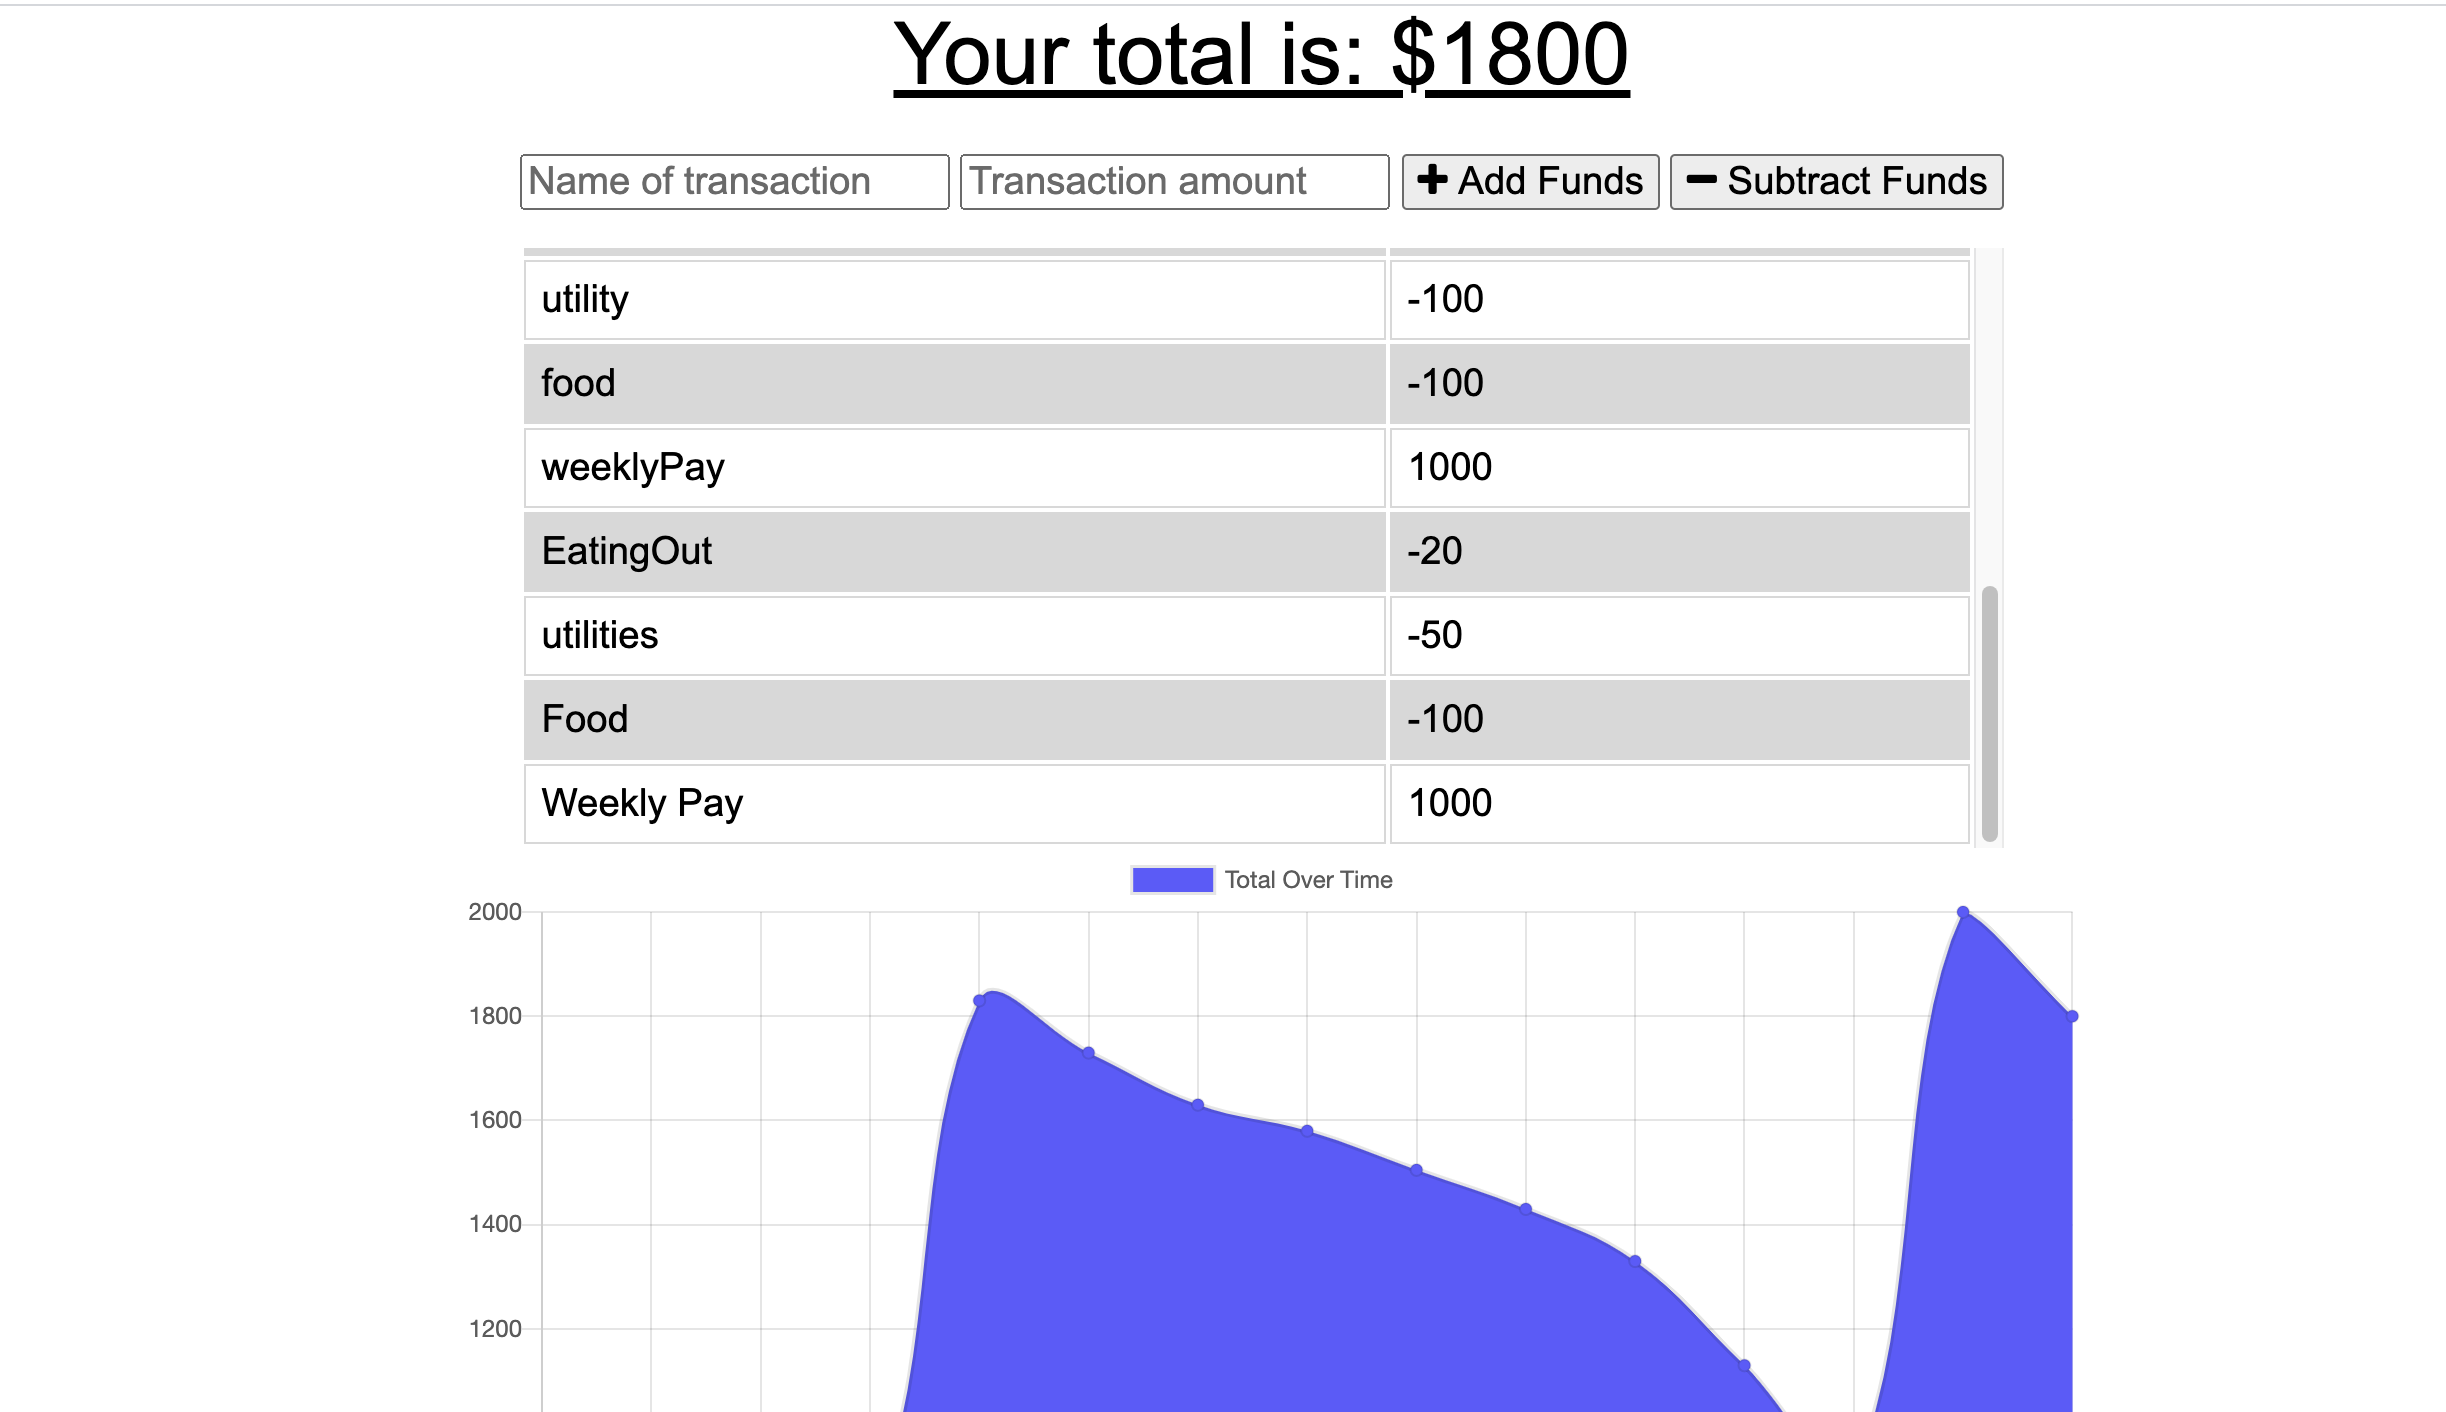 Your total is: $1800
Name of transaction Transaction amount + Add Funds − Subtract Funds
utility -100
food -100
weeklyPay 1000
EatingOut -20
utilities -50
Food -100
Weekly Pay 1000
Total Over Time
2000
1800
1600
1400
1200